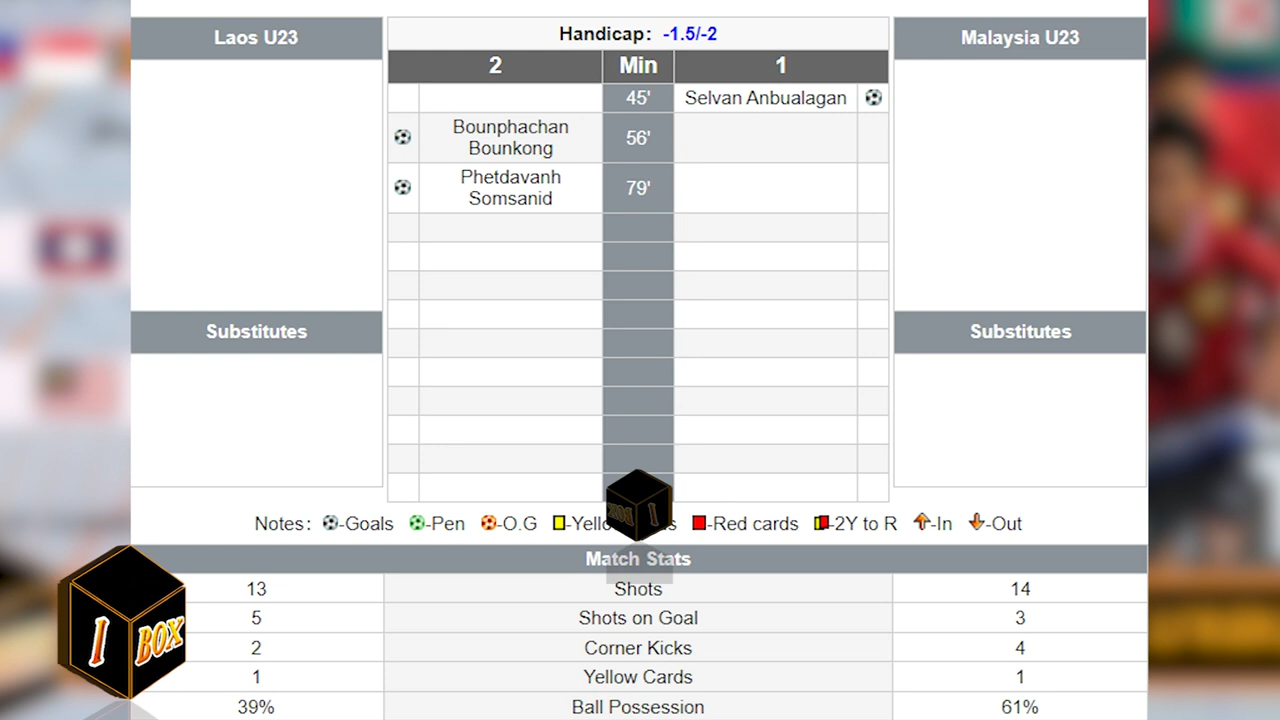 Laos U23
Handicap: -1.5/-2
Malaysia U23
2 Min 1
45' Selvan Anbualagan
Bounphachan
Bounkong
56'
Phetdavanh
Somsanid
79'
Substitutes
Substitutes
Notes: -Goals -Pen -O.G -Yello s -Red cards -2Y to R -In -Out
Match Stats
13 Shots 14
5 Shots on Goal 3
2 Corner Kicks 4
1 Yellow Cards 1
39% Ball Possession 61%
I BOX
BOX I